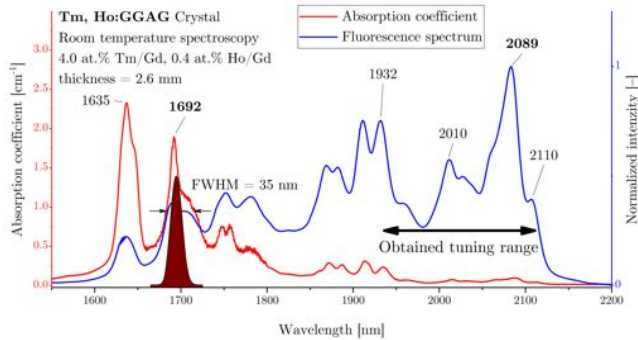 Tm, Ho:GGAG Crystal
Room temperature spectroscopy
4.0 at.% Tm/Gd, 0.4 at.% Ho/Gd
thickness = 2.6 mm
Absorption coefficient
Fluorescence spectrum
1635
1692
FWHM = 35 nm
1932
2010
2089
2110
Obtained tuning range
Absorption coefficient [cm⁻¹]
3.0
2.5
2.0
1.5
1.0
0.5
0.0
Normalized intenzity [–]
1
0
1600
1700
1800
1900
2000
2100
2200
Wavelength [nm]